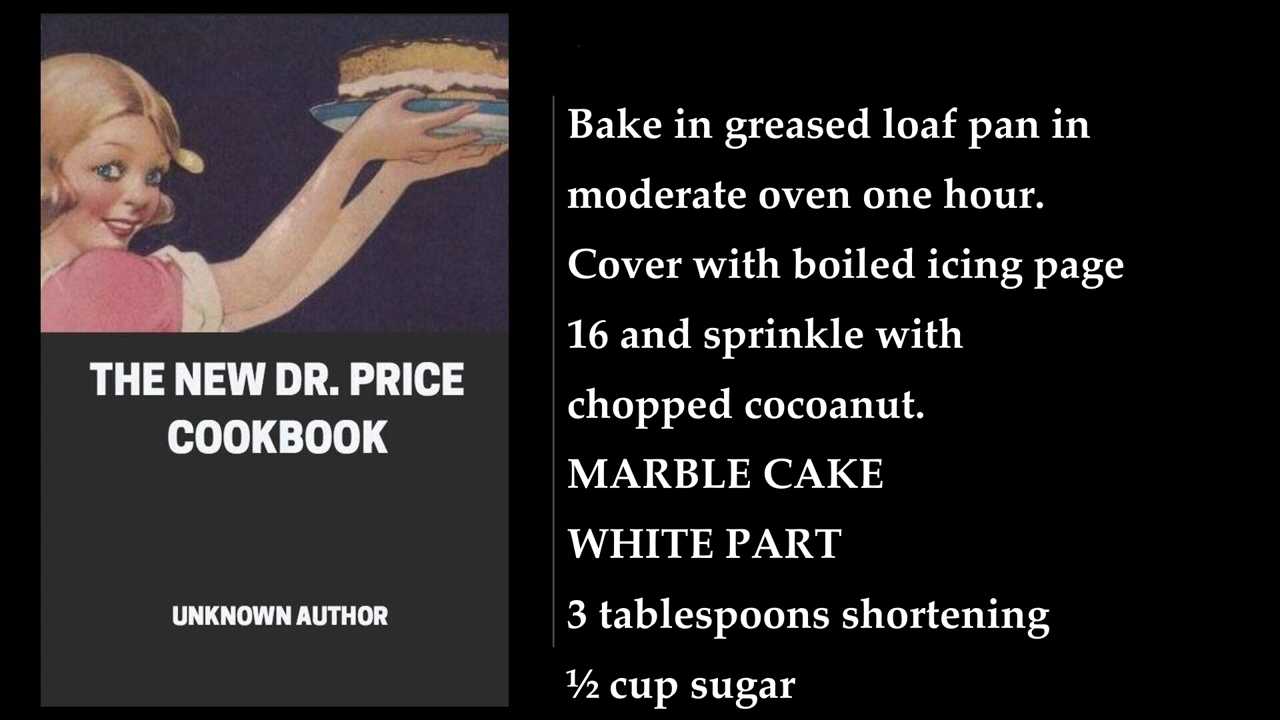 THE NEW DR. PRICE
COOKBOOK
UNKNOWN AUTHOR
Bake in greased loaf pan in
moderate oven one hour.
Cover with boiled icing page
16 and sprinkle with
chopped cocoanut.
MARBLE CAKE
WHITE PART
3 tablespoons shortening
½ cup sugar